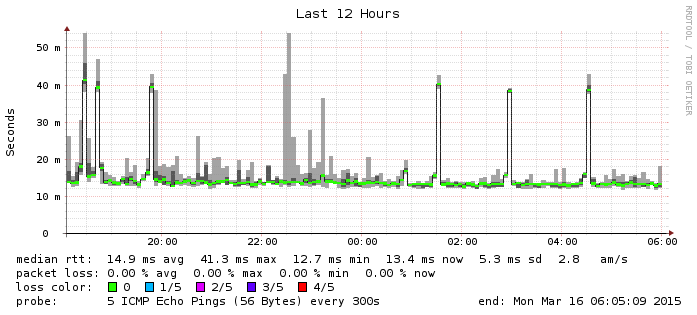 Last 12 Hours
RRDTOOL / TOBI OETIKER
Seconds
50 m
40 m
30 m
20 m
10 m
0
20:00 22:00 00:00 02:00 04:00 06:00
median rtt: 14.9 ms avg 41.3 ms max 12.7 ms min 13.4 ms now 5.3 ms sd 2.8 am/s
packet loss: 0.00 % avg 0.00 % max 0.00 % min 0.00 % now
loss color: 0 1/5 2/5 3/5 4/5
probe: 5 ICMP Echo Pings (56 Bytes) every 300s end: Mon Mar 16 06:05:09 2015